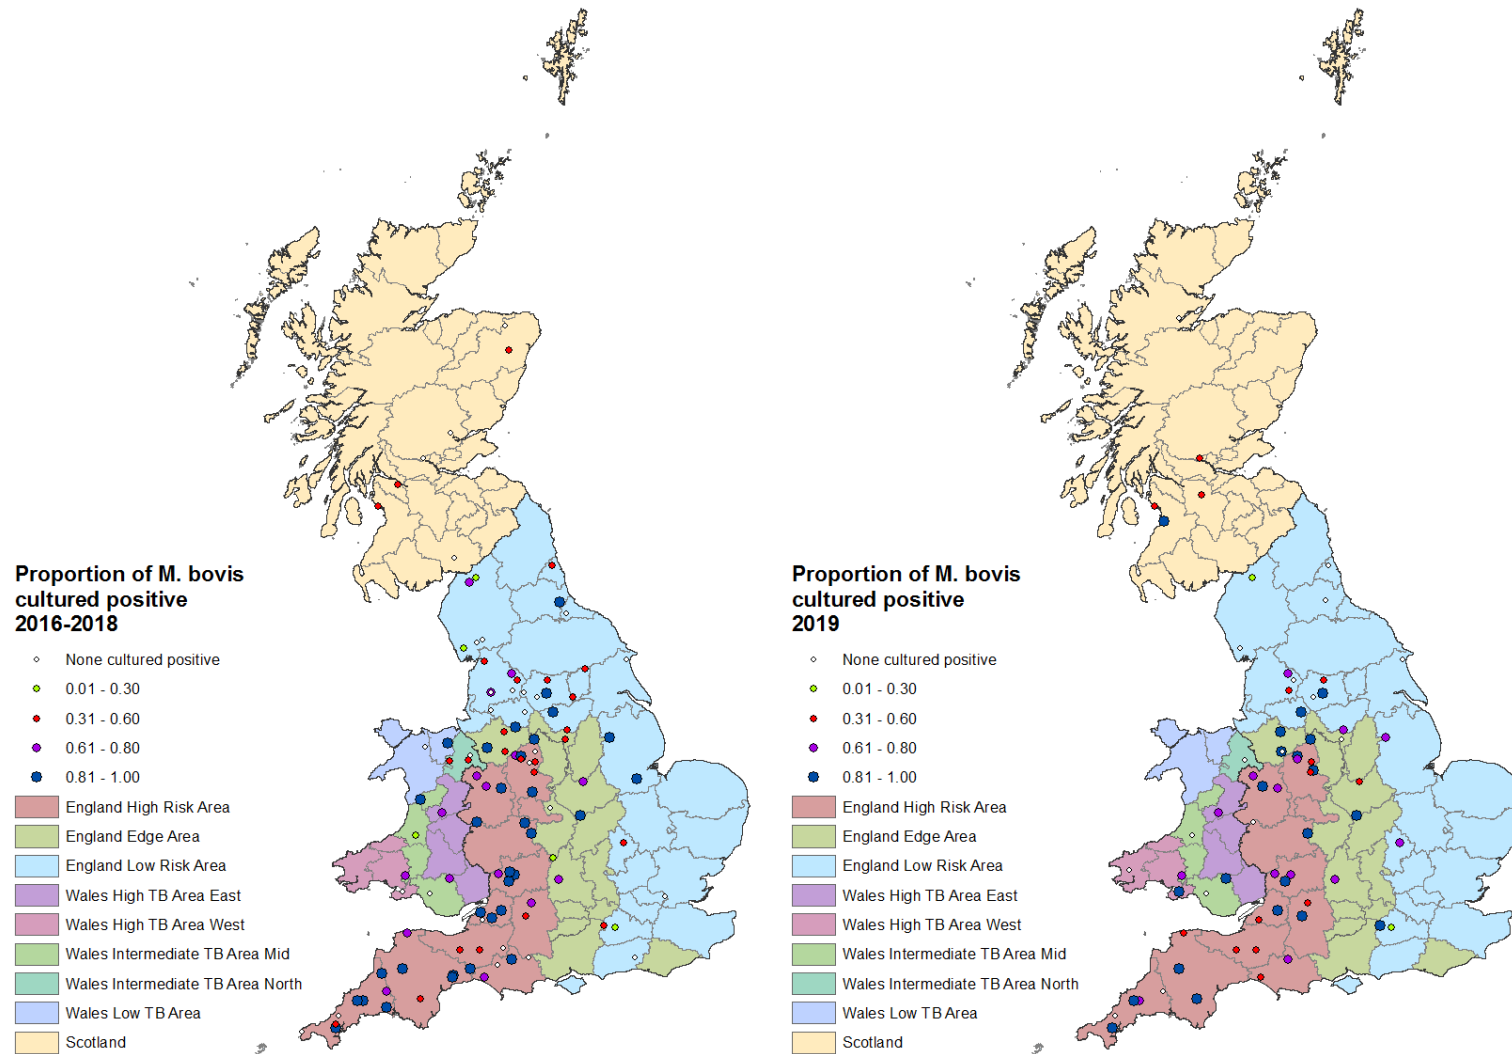 Proportion of M. bovis
cultured positive
2016-2018
None cultured positive
0.01 - 0.30
0.31 - 0.60
0.61 - 0.80
0.81 - 1.00
England High Risk Area
England Edge Area
England Low Risk Area
Wales High TB Area East
Wales High TB Area West
Wales Intermediate TB Area Mid
Wales Intermediate TB Area North
Wales Low TB Area
Scotland
Proportion of M. bovis
cultured positive
2019
None cultured positive
0.01 - 0.30
0.31 - 0.60
0.61 - 0.80
0.81 - 1.00
England High Risk Area
England Edge Area
England Low Risk Area
Wales High TB Area East
Wales High TB Area West
Wales Intermediate TB Area Mid
Wales Intermediate TB Area North
Wales Low TB Area
Scotland